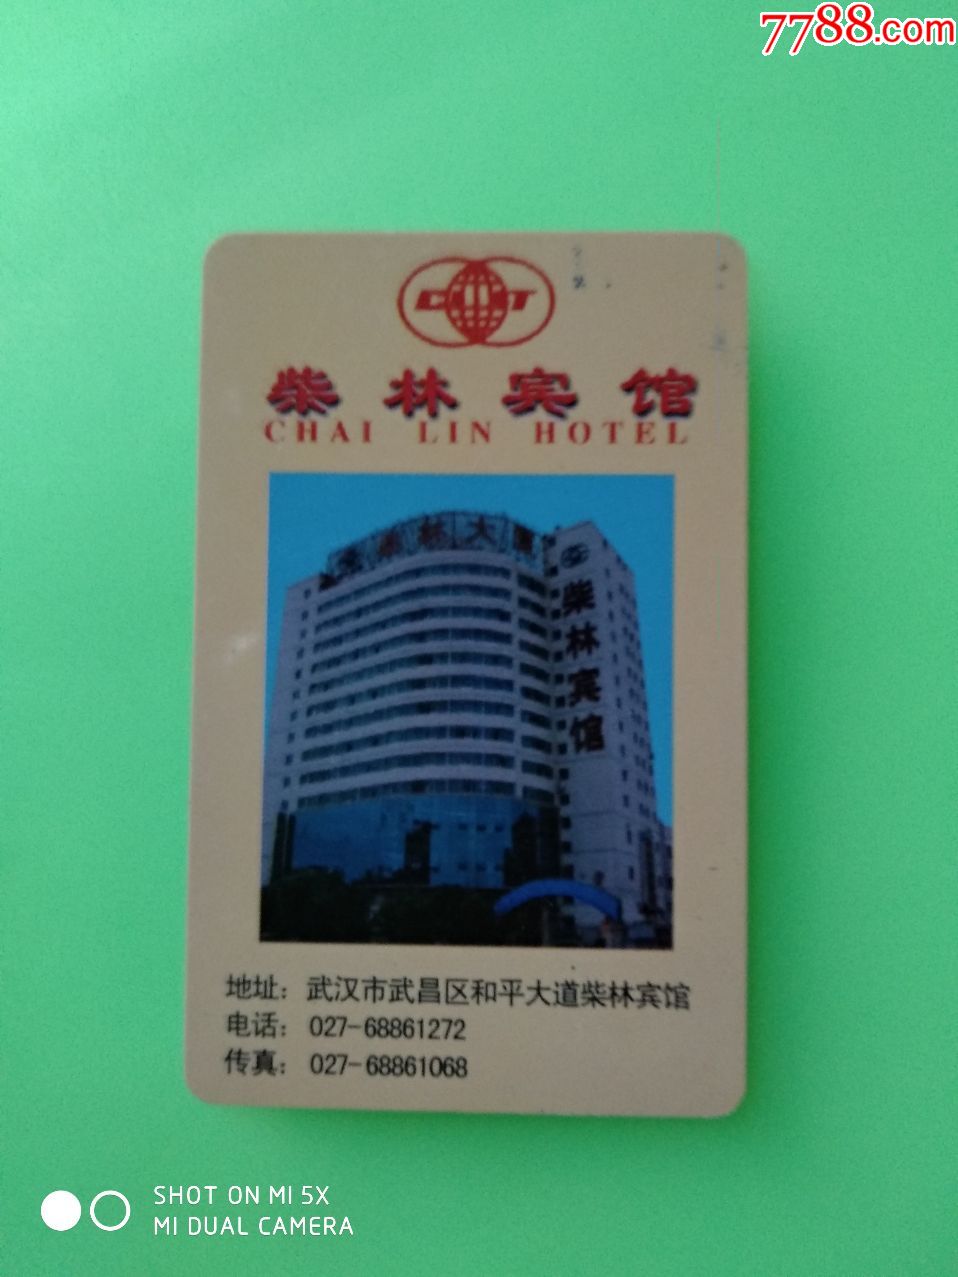 7788.com
柴林宾馆
CHAI LIN HOTEL
柴林大厦
柴林宾馆
地址：武汉市武昌区和平大道柴林宾馆
电话：027-68861272
传真：027-68861068
SHOT ON MI 5X
MI DUAL CAMERA